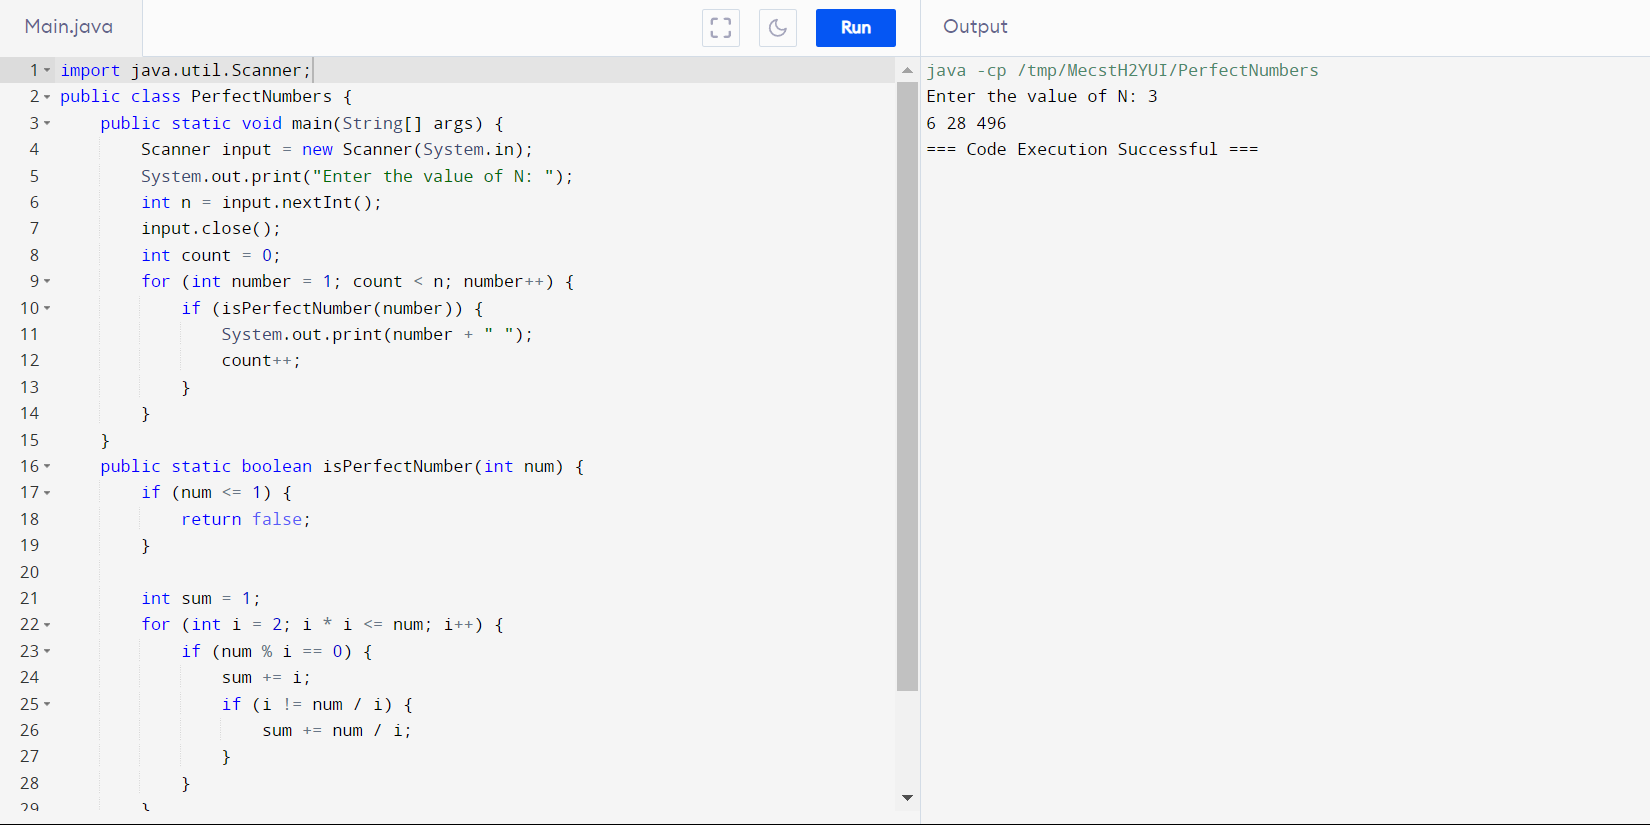 Main.java
Run
Output
1 import java.util.Scanner;
2 public class PerfectNumbers {
3     public static void main(String[] args) {
4         Scanner input = new Scanner(System.in);
5         System.out.print("Enter the value of N: ");
6         int n = input.nextInt();
7         input.close();
8         int count = 0;
9         for (int number = 1; count < n; number++) {
10             if (isPerfectNumber(number)) {
11                 System.out.print(number + " ");
12                 count++;
13             }
14         }
15     }
16     public static boolean isPerfectNumber(int num) {
17         if (num <= 1) {
18             return false;
19         }
20
21         int sum = 1;
22         for (int i = 2; i * i <= num; i++) {
23             if (num % i == 0) {
24                 sum += i;
25                 if (i != num / i) {
26                     sum += num / i;
27                 }
28             }
29         }
java -cp /tmp/MecstH2YUI/PerfectNumbers
Enter the value of N: 3
6 28 496
=== Code Execution Successful ===